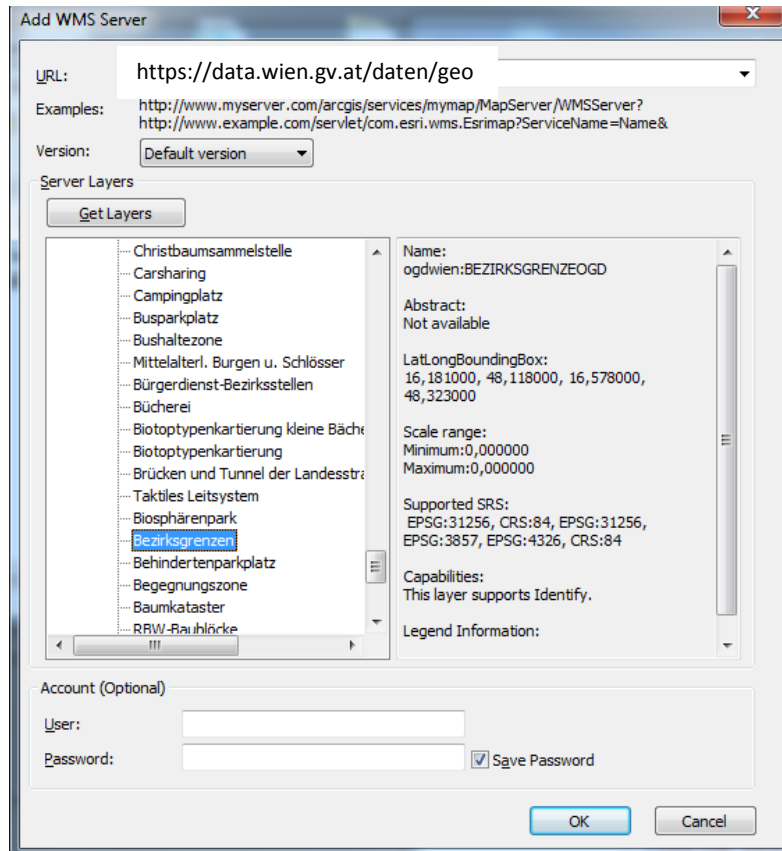 Add WMS Server
URL:
https://data.wien.gv.at/daten/geo
Examples:
http://www.myserver.com/arcgis/services/mymap/MapServer/WMSServer?
http://www.example.com/servlet/com.esri.wms.Esrimap?ServiceName=Name&
Version:
Default version
Server Layers
Get Layers
Christbaumsammelstelle
Carsharing
Campingplatz
Busparkplatz
Bushaltezone
Mittelalterl. Burgen u. Schlösser
Bürgerdienst-Bezirksstellen
Bücherei
Biotoptypenkartierung kleine Bäche
Biotoptypenkartierung
Brücken und Tunnel der Landesstra
Taktiles Leitsystem
Biosphärenpark
Bezirksgrenzen
Behindertenparkplatz
Begegnungszone
Baumkataster
RBW-Baublöcke
Name:
ogdwien:BEZIRKSGRENZEOGD
Abstract:
Not available
LatLongBoundingBox:
16,181000, 48,118000, 16,578000,
48,323000
Scale range:
Minimum:0,000000
Maximum:0,000000
Supported SRS:
EPSG:31256, CRS:84, EPSG:31256,
EPSG:3857, EPSG:4326, CRS:84
Capabilities:
This layer supports Identify.
Legend Information:
Account (Optional)
User:
Password:
Save Password
OK
Cancel